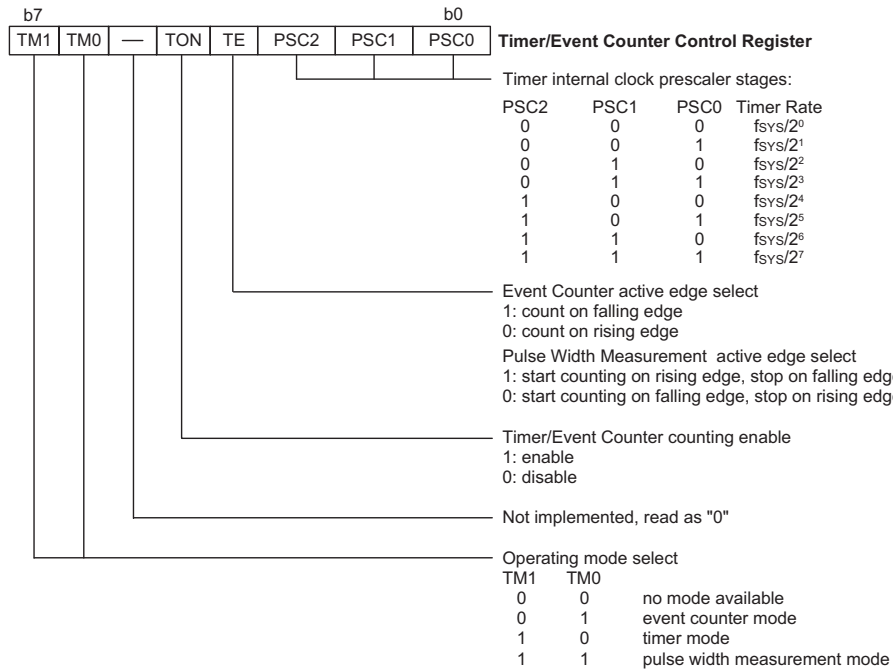 b7 b0
TM1 TM0 — TON TE PSC2 PSC1 PSC0 Timer/Event Counter Control Register
Timer internal clock prescaler stages:
PSC2 PSC1 PSC0 Timer Rate
0 0 0 fSYS/2⁰
0 0 1 fSYS/2¹
0 1 0 fSYS/2²
0 1 1 fSYS/2³
1 0 0 fSYS/2⁴
1 0 1 fSYS/2⁵
1 1 0 fSYS/2⁶
1 1 1 fSYS/2⁷
Event Counter active edge select
1: count on falling edge
0: count on rising edge
Pulse Width Measurement active edge select
1: start counting on rising edge, stop on falling edg
0: start counting on falling edge, stop on rising edg
Timer/Event Counter counting enable
1: enable
0: disable
Not implemented, read as "0"
Operating mode select
TM1 TM0
0 0 no mode available
0 1 event counter mode
1 0 timer mode
1 1 pulse width measurement mode